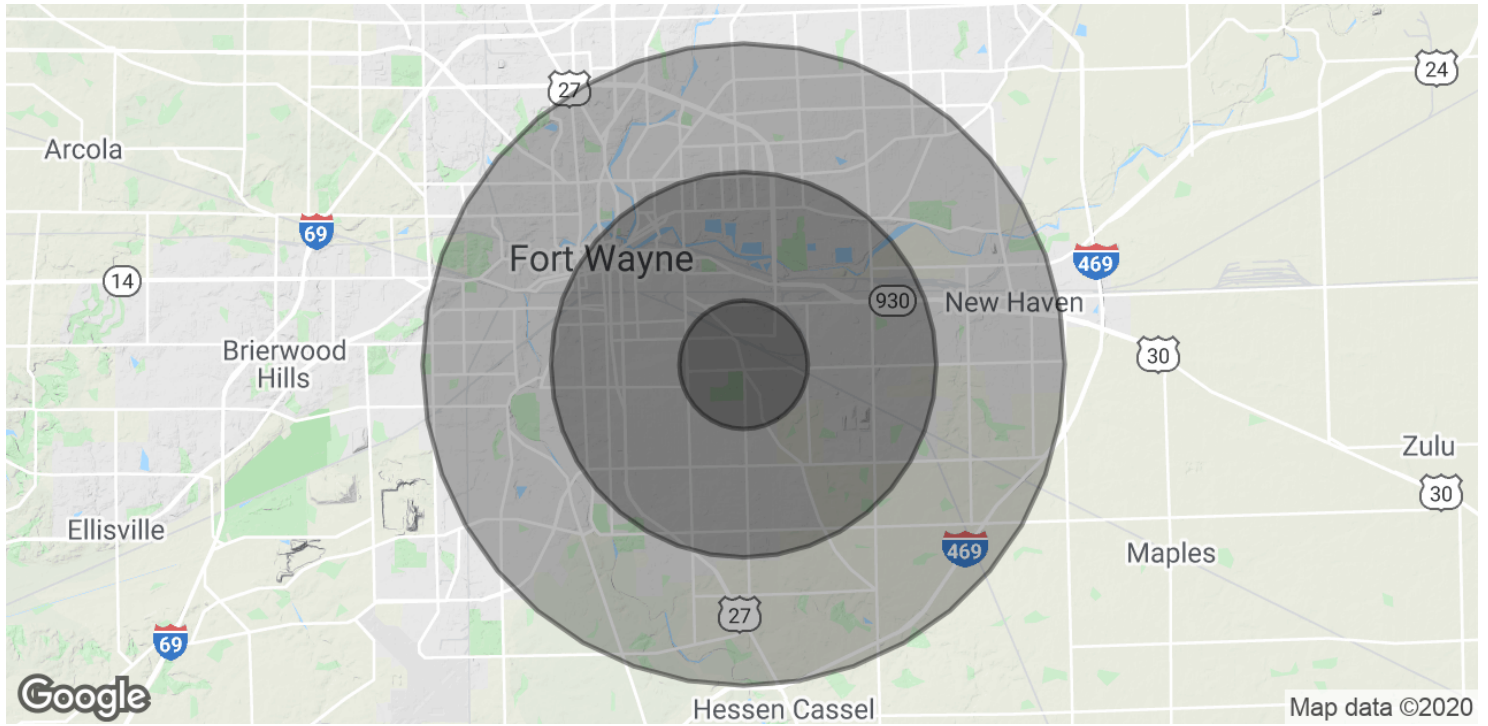 27
24
Arcola
69
14
Fort Wayne
469
930
New Haven
Brierwood
Hills
30
Zulu
30
Ellisville
469
Maples
27
69
Google
Hessen Cassel
Map data ©2020